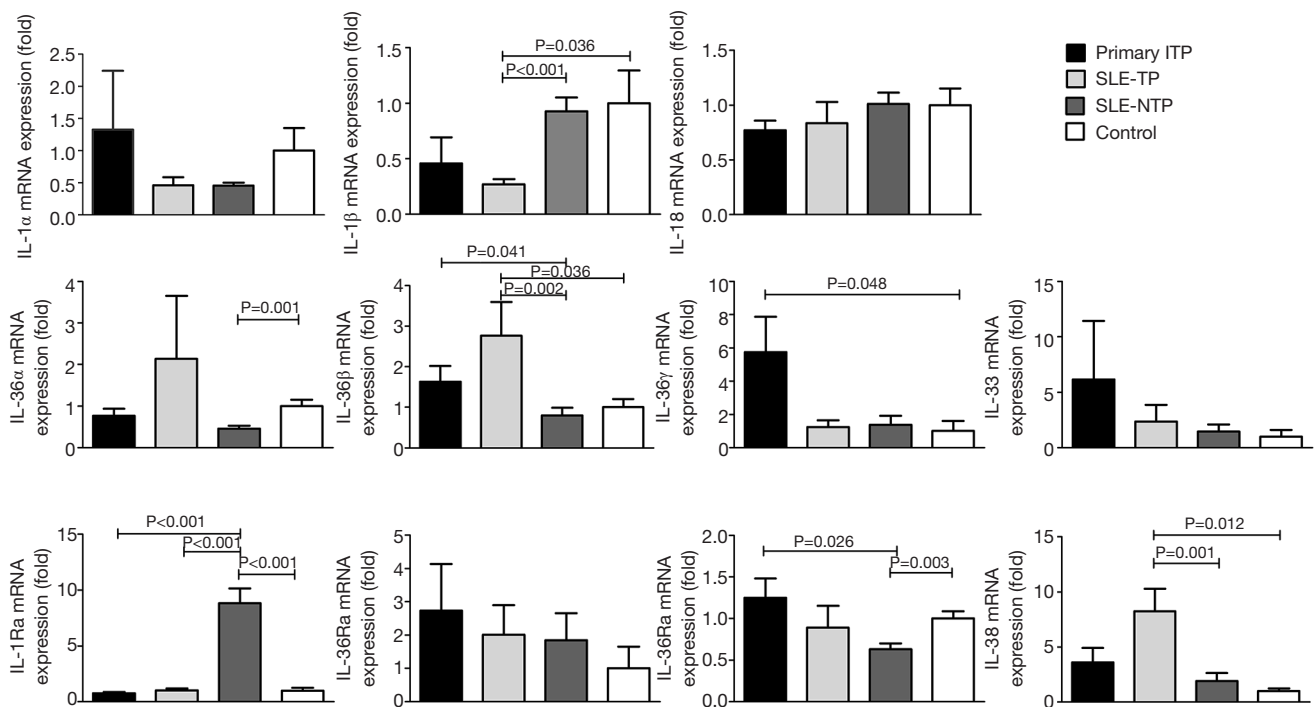 IL-1α mRNA expression (fold)
2.5
2.0
1.5
1.0
0.5
0.0
IL-1β mRNA expression (fold)
1.5
1.0
0.5
0.0
P=0.036
P<0.001
IL-18 mRNA expression (fold)
1.5
1.0
0.5
0.0
Primary ITP
SLE-TP
SLE-NTP
Control
IL-36α mRNA
expression (fold)
4
3
2
1
0
P=0.001
IL-36β mRNA
expression (fold)
4
3
2
1
0
P=0.041
P=0.036
P=0.002
IL-36γ mRNA
expression (fold)
10
8
6
4
2
0
P=0.048
IL-33 mRNA
expression (fold)
15
10
5
0
IL-1Ra mRNA
expression (fold)
15
10
5
0
P<0.001
P<0.001
P<0.001
IL-36Ra mRNA
expression (fold)
5
4
3
2
1
0
IL-36Ra mRNA
expression (fold)
2.0
1.5
1.0
0.5
0.0
P=0.026
P=0.003
IL-38 mRNA
expression (fold)
15
10
5
0
P=0.012
P=0.001